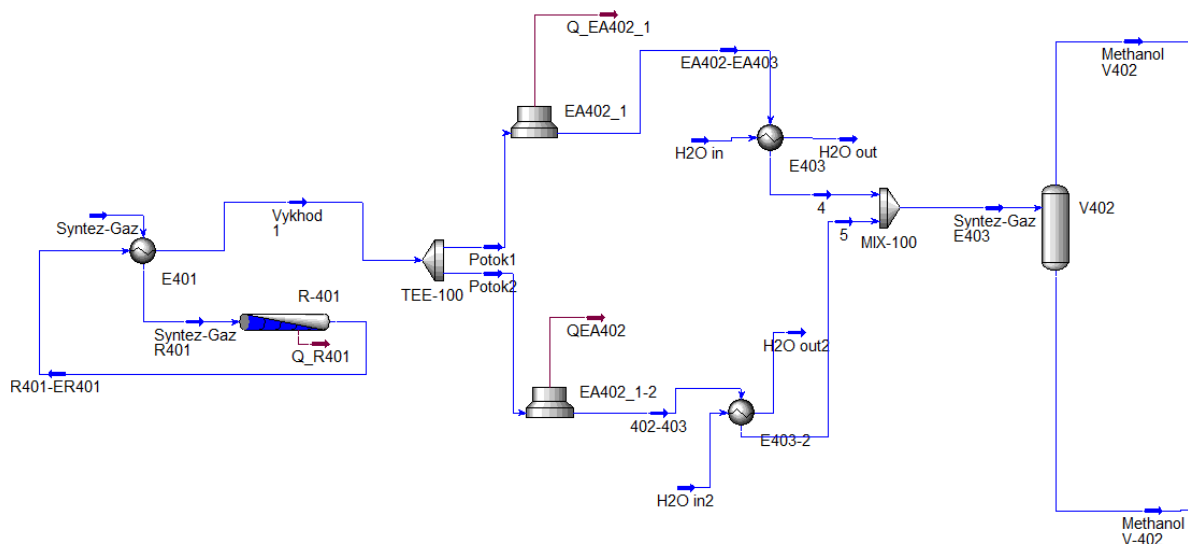 Q_EA402_1
EA402-EA403
EA402_1
H2O in
H2O out
E403
Methanol
V402
Syntez-Gaz
Vykhod
1
E401
Potok1
Potok2
TEE-100
4
5
MIX-100
Syntez-Gaz
E403
V402
R-401
Syntez-Gaz
R401
Q_R401
R401-ER401
QEA402
H2O out2
EA402_1-2
402-403
E403-2
H2O in2
Methanol
V-402